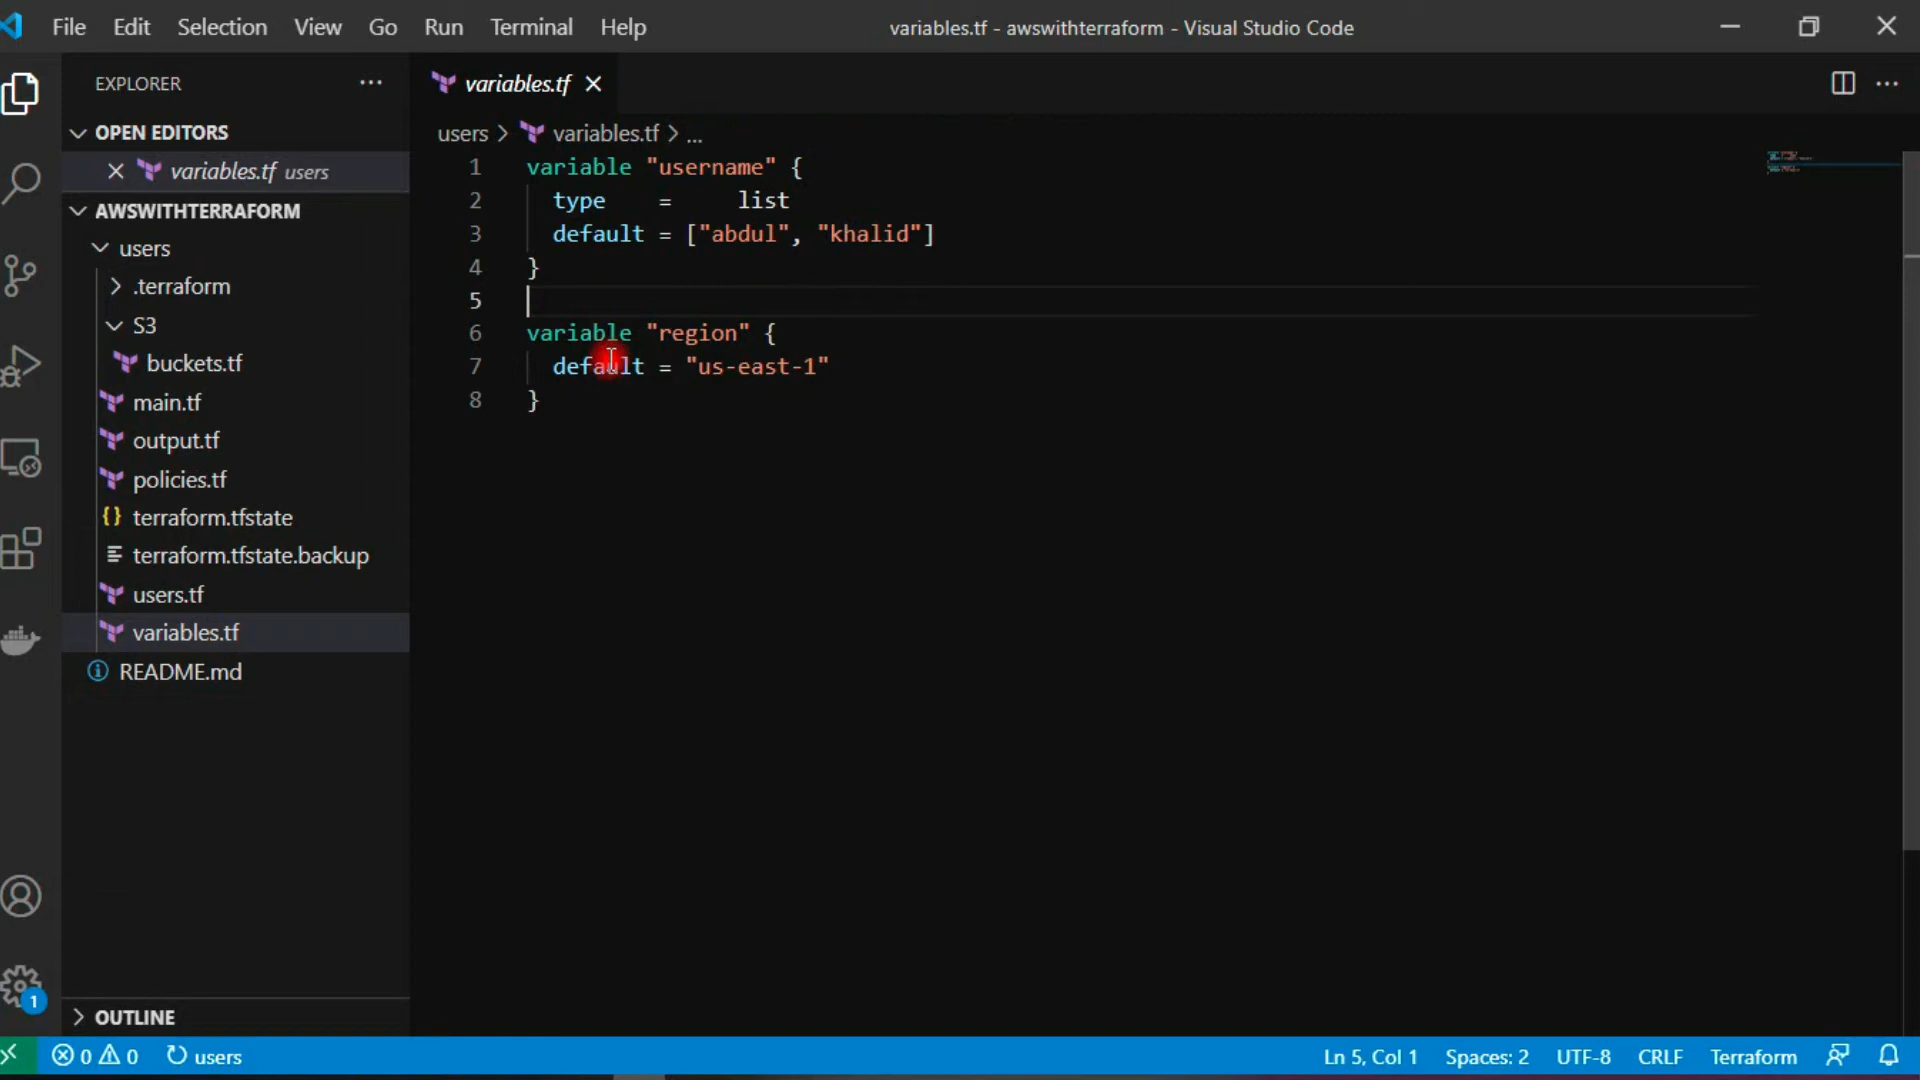 File Edit Selection View Go Run Terminal Help
variables.tf - awswithterraform - Visual Studio Code
EXPLORER
OPEN EDITORS
variables.tf users
AWSWITHTERRAFORM
users
.terraform
S3
buckets.tf
main.tf
output.tf
policies.tf
{} terraform.tfstate
terraform.tfstate.backup
users.tf
variables.tf
README.md
OUTLINE
variables.tf
users > variables.tf > ...
1 variable "username" {
2 type    =     list
3 default = ["abdul", "khalid"]
4 }
5
6 variable "region" {
7 default = "us-east-1"
8 }
1
0 0 users
Ln 5, Col 1 Spaces: 2 UTF-8 CRLF Terraform